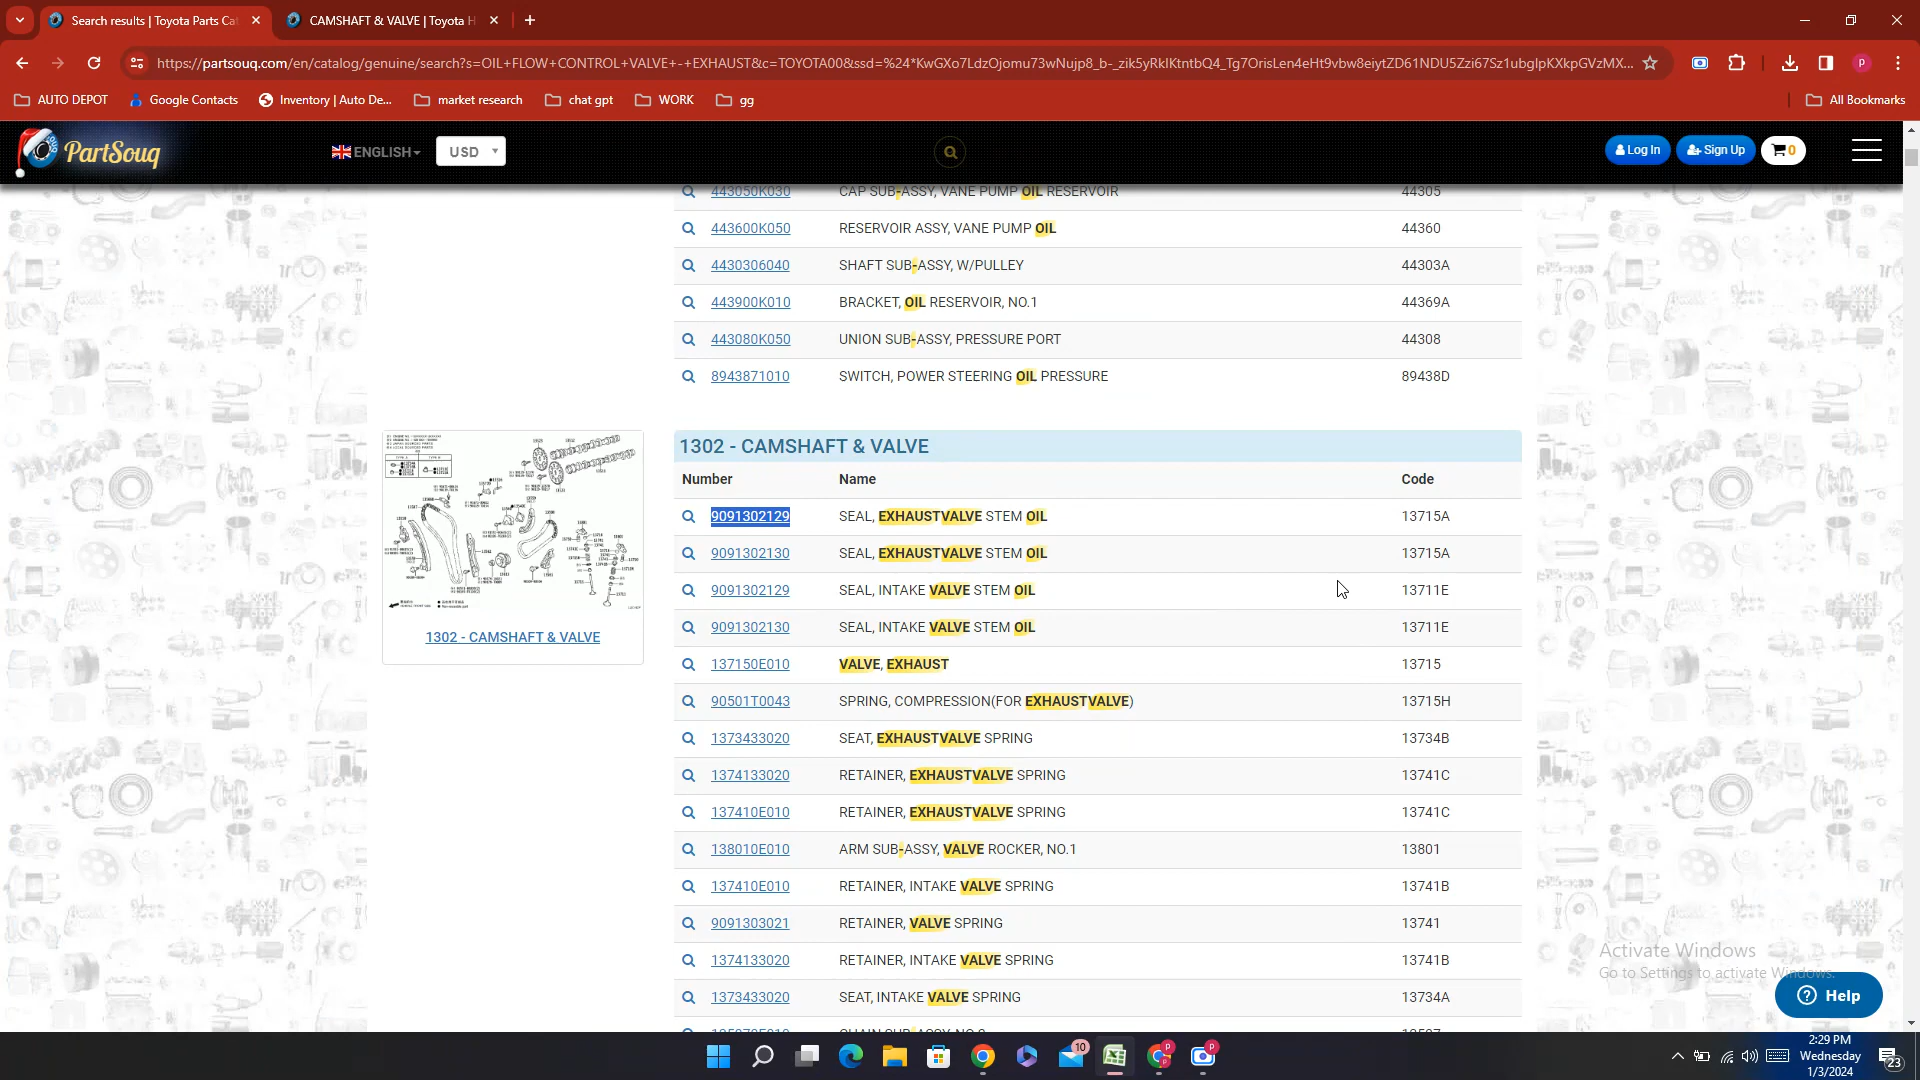 Search results | Toyota Parts Cat
CAMSHAFT & VALVE | Toyota H
https://partsouq.com/en/catalog/genuine/search?s=OIL+FLOW+CONTROL+VALVE+-+EXHAUST&c=TOYOTA00&ssd=%24*KwGXo7LdzOjomu73wNujp8_b-_zik5yRkIKtntbQ4_Tg7OrisLen4eHt9vbw8eiytZD61NDU5Zzi67Sz1ubgIpKXkpGVzMX...
AUTO DEPOT
Google Contacts
Inventory | Auto De...
market research
chat gpt
WORK
gg
All Bookmarks
PartSouq
ENGLISH
USD
Log In
Sign Up
0
443050K030 CAP SUB-ASSY, VANE PUMP OIL RESERVOIR 44305
443600K050 RESERVOIR ASSY, VANE PUMP OIL 44360
4430306040 SHAFT SUB-ASSY, W/PULLEY 44303A
443900K010 BRACKET, OIL RESERVOIR, NO.1 44369A
443080K050 UNION SUB-ASSY, PRESSURE PORT 44308
8943871010 SWITCH, POWER STEERING OIL PRESSURE 89438D
1302 - CAMSHAFT & VALVE
1302 - CAMSHAFT & VALVE
Number Name Code
9091302129 SEAL, EXHAUSTVALVE STEM OIL 13715A
9091302130 SEAL, EXHAUSTVALVE STEM OIL 13715A
9091302129 SEAL, INTAKE VALVE STEM OIL 13711E
9091302130 SEAL, INTAKE VALVE STEM OIL 13711E
137150E010 VALVE, EXHAUST 13715
90501T0043 SPRING, COMPRESSION(FOR EXHAUSTVALVE) 13715H
1373433020 SEAT, EXHAUSTVALVE SPRING 13734B
1374133020 RETAINER, EXHAUSTVALVE SPRING 13741C
137410E010 RETAINER, EXHAUSTVALVE SPRING 13741C
138010E010 ARM SUB-ASSY, VALVE ROCKER, NO.1 13801
137410E010 RETAINER, INTAKE VALVE SPRING 13741B
9091303021 RETAINER, VALVE SPRING 13741
1374133020 RETAINER, INTAKE VALVE SPRING 13741B
1373433020 SEAT, INTAKE VALVE SPRING 13734A
Activate Windows
Go to Settings to activate Windows.
Help
10
2:29 PM
Wednesday
1/3/2024
23